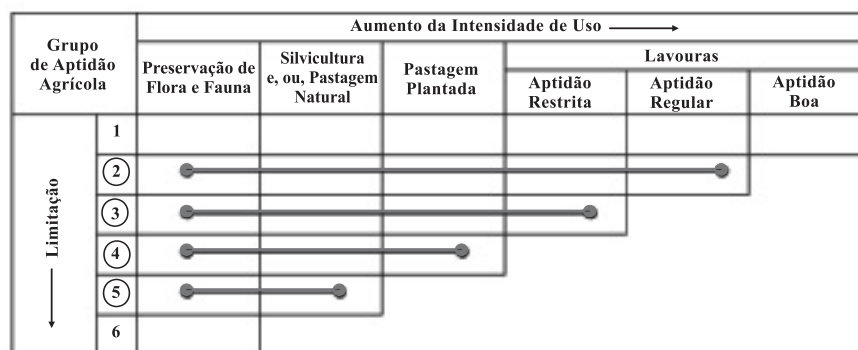 Grupo
de Aptidão
Agrícola
Aumento da Intensidade de Uso
Preservação de
Flora e Fauna
Silvicultura
e, ou, Pastagem
Natural
Pastagem
Plantada
Lavouras
Aptidão
Restrita
Aptidão
Regular
Aptidão
Boa
Limitação
1
2
3
4
5
6